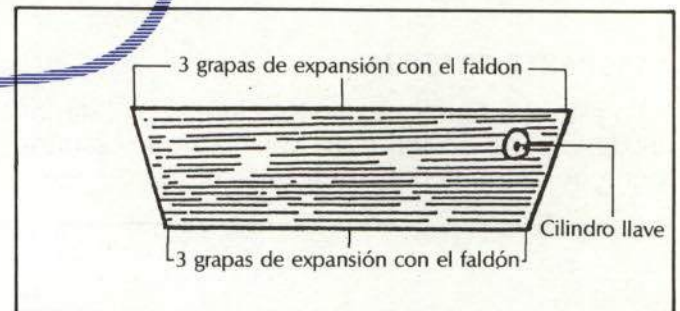 3 grapas de expansión con el faldon
Cilindro llave
3 grapas de expansión con el faldón